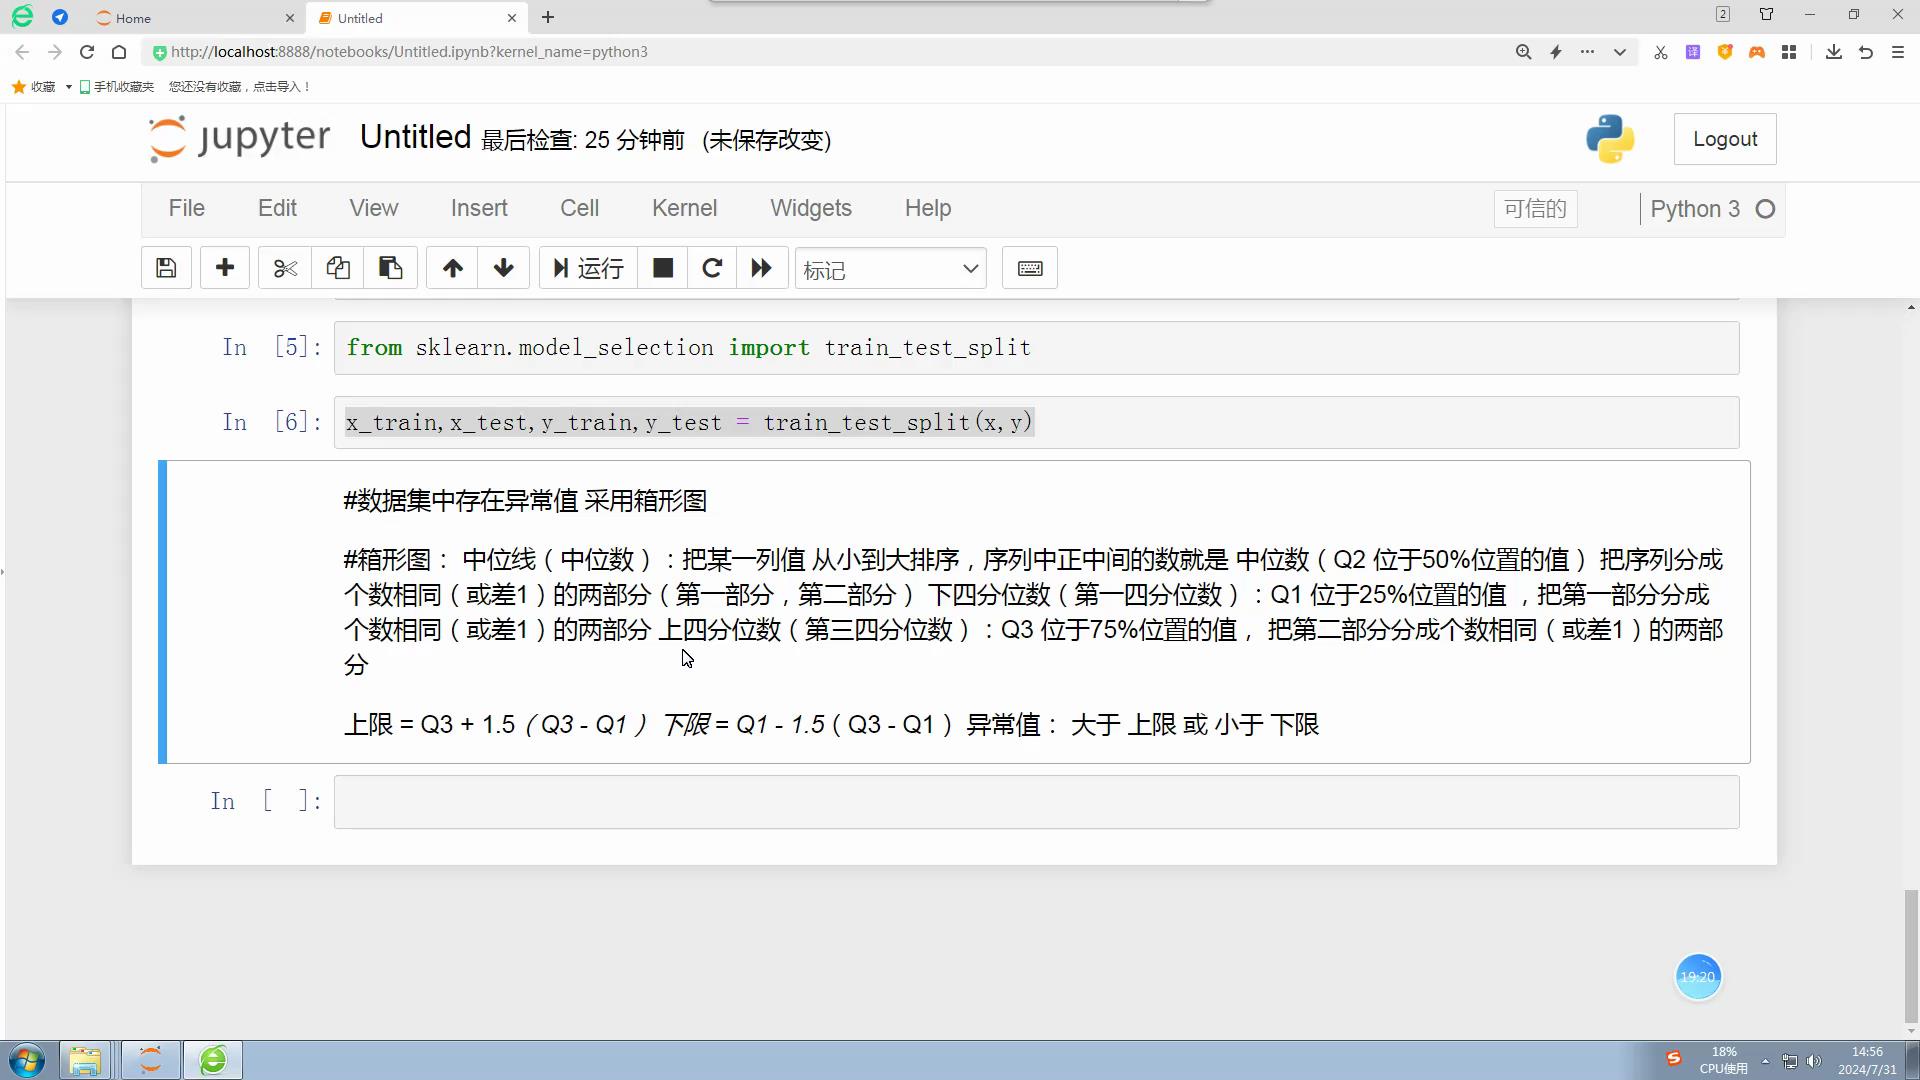 Home
Untitled
2
http://localhost:8888/notebooks/Untitled.ipynb?kernel_name=python3
译
收藏 手机收藏夹 您还没有收藏，点击导入！
jupyter Untitled 最后检查: 25 分钟前 (未保存改变)
Logout
File Edit View Insert Cell Kernel Widgets Help
可信的 Python 3
运行 标记
In [5]: from sklearn.model_selection import train_test_split
In [6]: x_train,x_test,y_train,y_test = train_test_split(x,y)
#数据集中存在异常值 采用箱形图
#箱形图： 中位线（中位数）：把某一列值 从小到大排序，序列中正中间的数就是 中位数（Q2 位于50%位置的值） 把序列分成
个数相同（或差1）的两部分（第一部分，第二部分） 下四分位数（第一四分位数）：Q1 位于25%位置的值 ，把第一部分分成
个数相同（或差1）的两部分 上四分位数（第三四分位数）：Q3 位于75%位置的值， 把第二部分分成个数相同（或差1）的两部
分
上限 = Q3 + 1.5（Q3 - Q1） 下限 = Q1 - 1.5（Q3 - Q1） 异常值： 大于 上限 或 小于 下限
In [ ]:
19:20
18%
CPU使用
14:56
2024/7/31